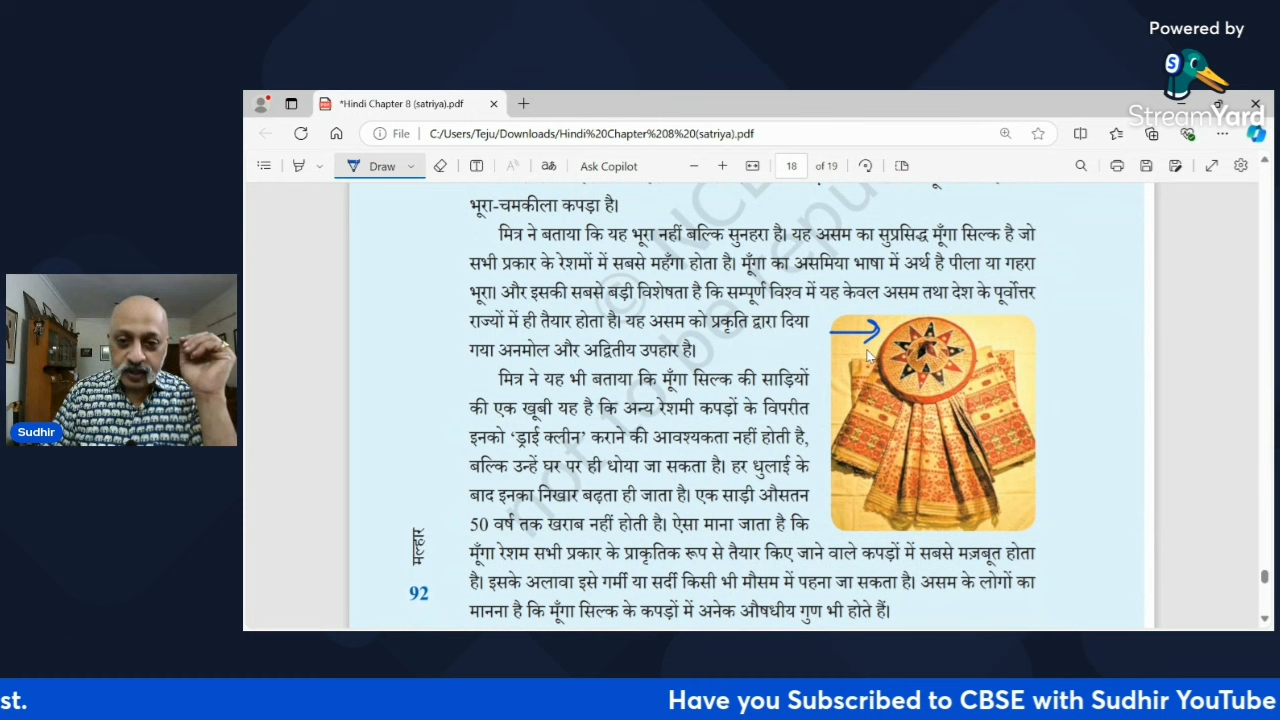 Powered by
StreamYard
*Hindi Chapter 8 (satriya).pdf
File C:/Users/Teju/Downloads/Hindi%20Chapter%208%20(satriya).pdf
Draw
Ask Copilot
18 of 19
भूरा-चमकीला कपड़ा है।
मित्र ने बताया कि यह भूरा नहीं बल्कि सुनहरा है। यह असम का सुप्रसिद्ध मूँगा सिल्क है जो
सभी प्रकार के रेशमों में सबसे महँगा होता है। मूँगा का असमिया भाषा में अर्थ है पीला या गहरा
भूरा। और इसकी सबसे बड़ी विशेषता है कि सम्पूर्ण विश्व में यह केवल असम तथा देश के पूर्वोत्तर
राज्यों में ही तैयार होता है। यह असम को प्रकृति द्वारा दिया
गया अनमोल और अद्वितीय उपहार है।
मित्र ने यह भी बताया कि मूँगा सिल्क की साड़ियों
की एक खूबी यह है कि अन्य रेशमी कपड़ों के विपरीत
इनको ‘ड्राई क्लीन’ कराने की आवश्यकता नहीं होती है,
बल्कि उन्हें घर पर ही धोया जा सकता है। हर धुलाई के
बाद इनका निखार बढ़ता ही जाता है। एक साड़ी औसतन
50 वर्ष तक खराब नहीं होती है। ऐसा माना जाता है कि
मूँगा रेशम सभी प्रकार के प्राकृतिक रूप से तैयार किए जाने वाले कपड़ों में सबसे मज़बूत होता
है। इसके अलावा इसे गर्मी या सर्दी किसी भी मौसम में पहना जा सकता है। असम के लोगों का
मानना है कि मूँगा सिल्क के कपड़ों में अनेक औषधीय गुण भी होते हैं।
मल्हार
92
Sudhir
st. Have you Subscribed to CBSE with Sudhir YouTube